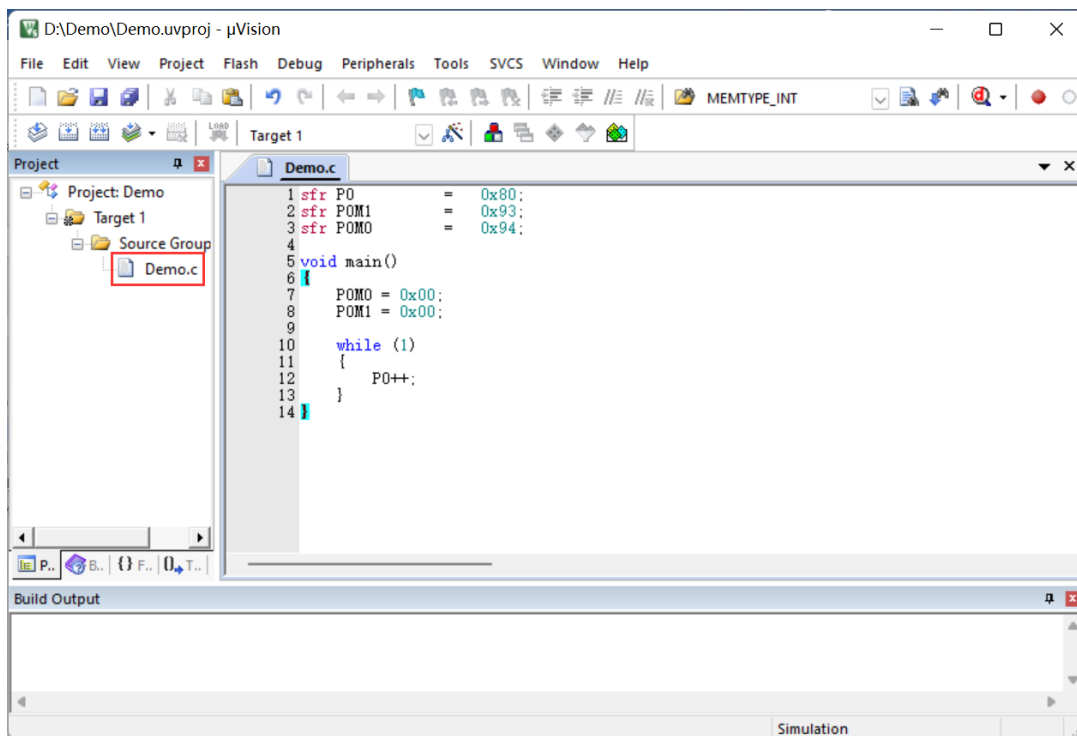 D:\Demo\Demo.uvproj - µVision
File Edit View Project Flash Debug Peripherals Tools SVCS Window Help
MEMTYPE_INT
LOAD Target 1
Project
Demo.c
Project: Demo
Target 1
Source Group
Demo.c
1 sfr P0 = 0x80;
2 sfr P0M1 = 0x93;
3 sfr P0M0 = 0x94;
4
5 void main()
6 {
7 P0M0 = 0x00;
8 P0M1 = 0x00;
9
10 while (1)
11 {
12 P0++;
13 }
14 }
P.. B.. {} F.. 0 T..
Build Output
Simulation